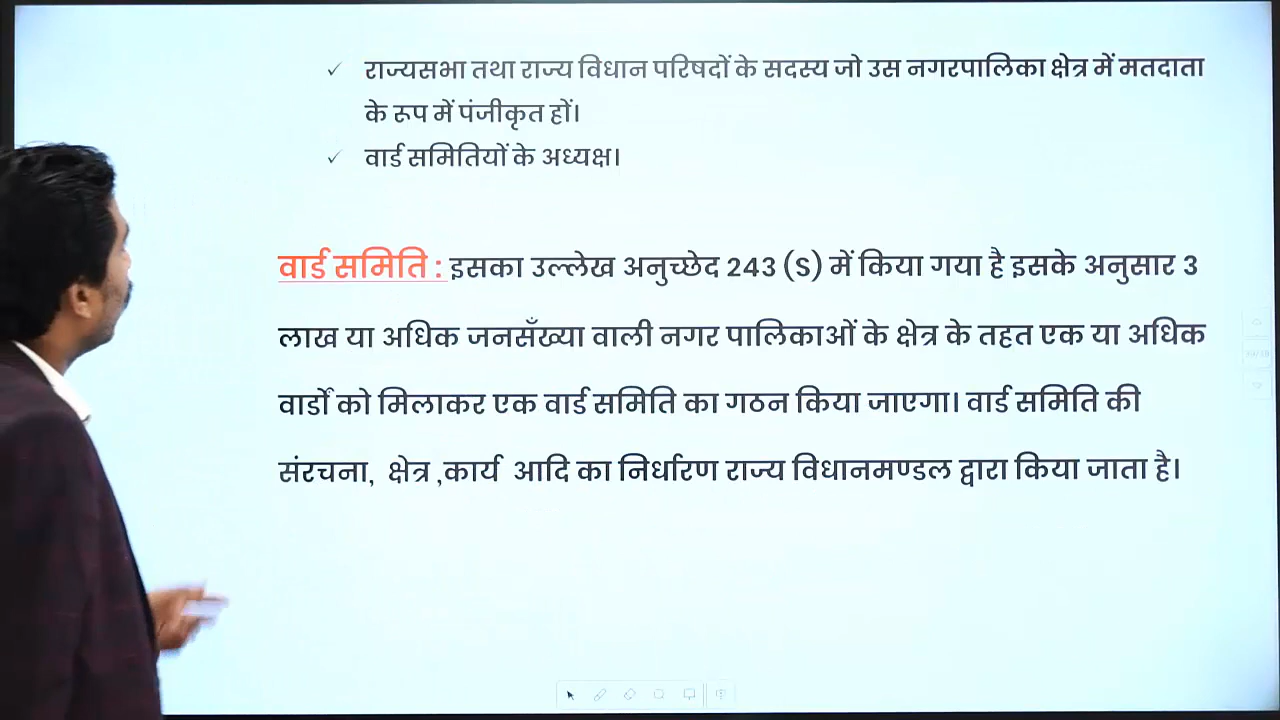 ✓ राज्यसभा तथा राज्य विधान परिषदों के सदस्य जो उस नगरपालिका क्षेत्र में मतदाता
के रूप में पंजीकृत हों।
✓ वार्ड समितियों के अध्यक्ष।
वार्ड समिति : इसका उल्लेख अनुच्छेद 243 (S) में किया गया है इसके अनुसार 3
लाख या अधिक जनसँख्या वाली नगर पालिकाओं के क्षेत्र के तहत एक या अधिक
वार्डों को मिलाकर एक वार्ड समिति का गठन किया जाएगा। वार्ड समिति की
संरचना, क्षेत्र ,कार्य आदि का निर्धारण राज्य विधानमण्डल द्वारा किया जाता है।